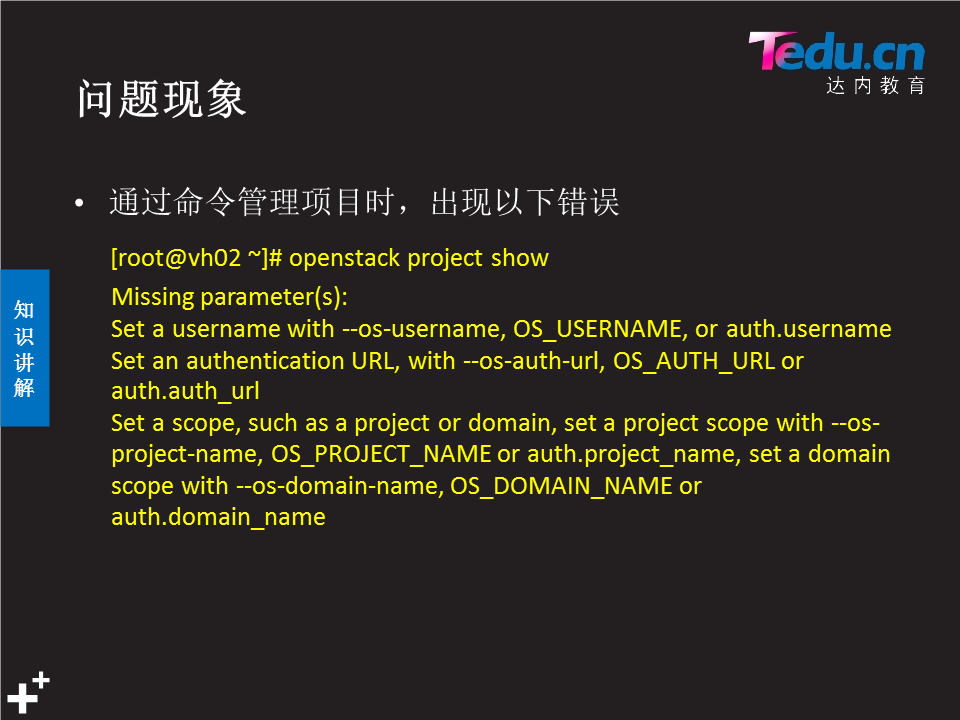 Tedu.cn
达内教育
问题现象
• 通过命令管理项目时，出现以下错误
[root@vh02 ~]# openstack project show
Missing parameter(s):
Set a username with --os-username, OS_USERNAME, or auth.username
Set an authentication URL, with --os-auth-url, OS_AUTH_URL or
auth.auth_url
Set a scope, such as a project or domain, set a project scope with --os-
project-name, OS_PROJECT_NAME or auth.project_name, set a domain
scope with --os-domain-name, OS_DOMAIN_NAME or
auth.domain_name
知
识
讲
解